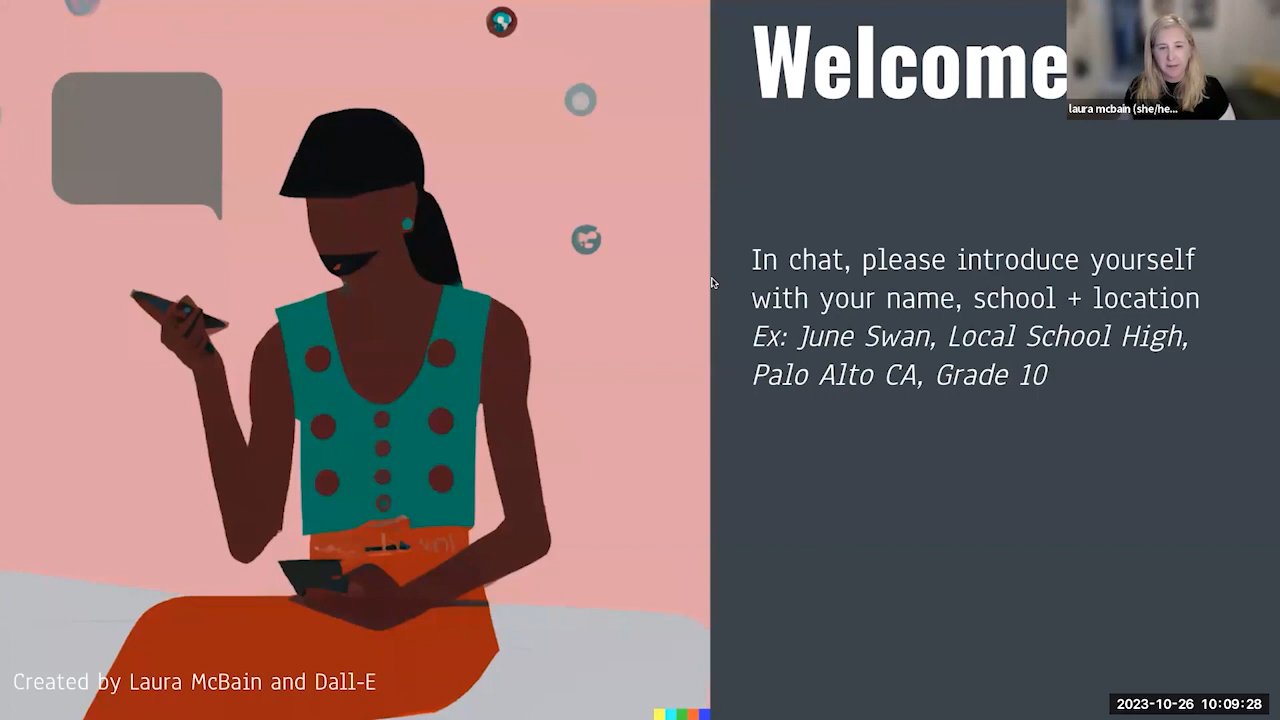 Welcome
laura mcbain (she/he...
In chat, please introduce yourself
with your name, school + location
Ex: June Swan, Local School High,
Palo Alto CA, Grade 10
Created by Laura McBain and Dall-E
2023-10-26 10:09:28